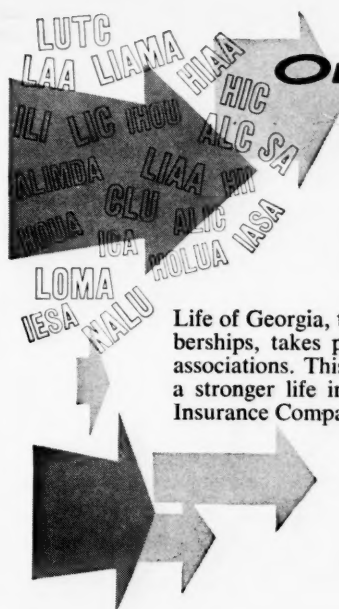 LUTC
LAA LIAMA HIAA
HIC
ILI LIC IHOU ALC SA
ALIMDA LIAA HII
CLU
HOUA ICA ALIC IASA
HOLUA
LOMA
IESA NALU
Life of Georgia, t
berships, takes p
associations. This
a stronger life in
Insurance Compa